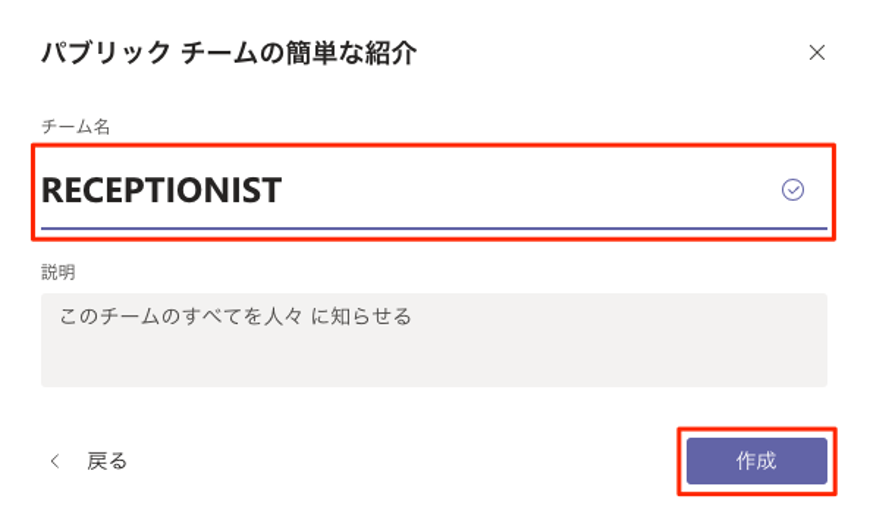 パブリック チームの簡単な紹介
チーム名
RECEPTIONIST
説明
このチームのすべてを人々 に知らせる
戻る
作成